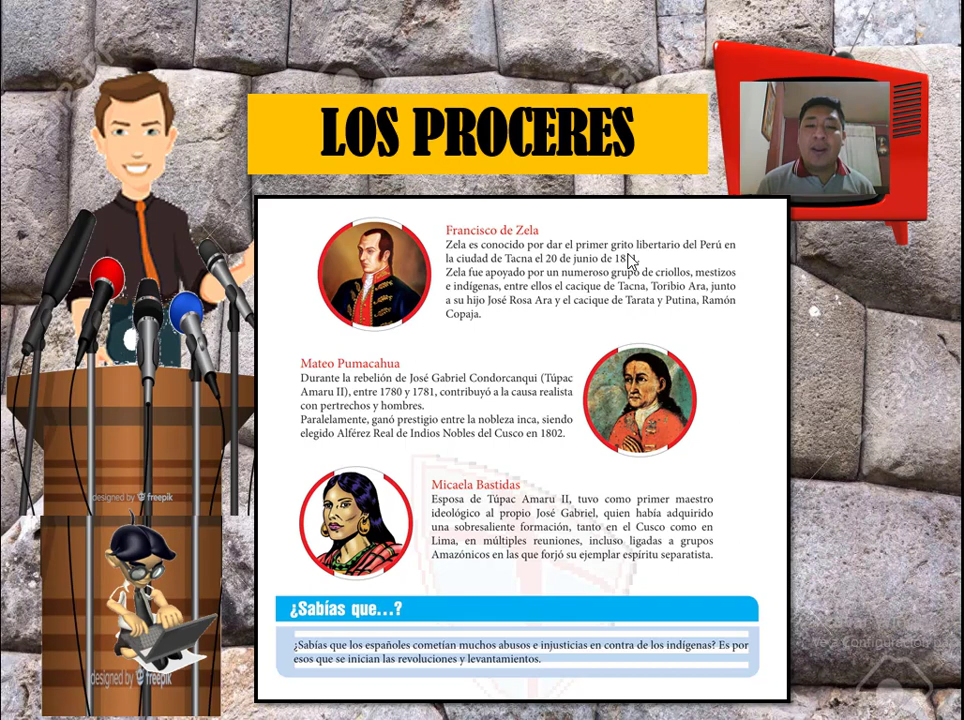 LOS PROCERES
Francisco de Zela
Zela es conocido por dar el primer grito libertario del Perú en
la ciudad de Tacna el 20 de junio de
Zela fue apoyado por un numeroso grupo de criollos, mestizos
e indígenas, entre ellos el cacique de Tacna, Toribio Ara, junto
a su hijo José Rosa Ara y el cacique de Tarata y Putina, Ramón
Copaja.
Mateo Pumacahua
Durante la rebelión de José Gabriel Condorcanqui (Túpac
Amaru II), entre 1780 y 1781, contribuyó a la causa realista
con pertrechos y hombres.
Paralelamente, ganó prestigio entre la nobleza inca, siendo
elegido Alférez Real de Indios Nobles del Cusco en 1802.
Micaela Bastidas
Esposa de Túpac Amaru II, tuvo como primer maestro
ideológico al propio José Gabriel, quien había adquirido
una sobresaliente formación, tanto en el Cusco como en
Lima, en múltiples reuniones, incluso ligadas a grupos
Amazónicos en las que forjó su ejemplar espíritu separatista.
¿Sabías que...?
¿Sabías que los españoles cometían muchos abusos e injusticias en contra de los indígenas? Es por
esos que se inician las revoluciones y levantamientos.
designed by freepik
designed by freepik